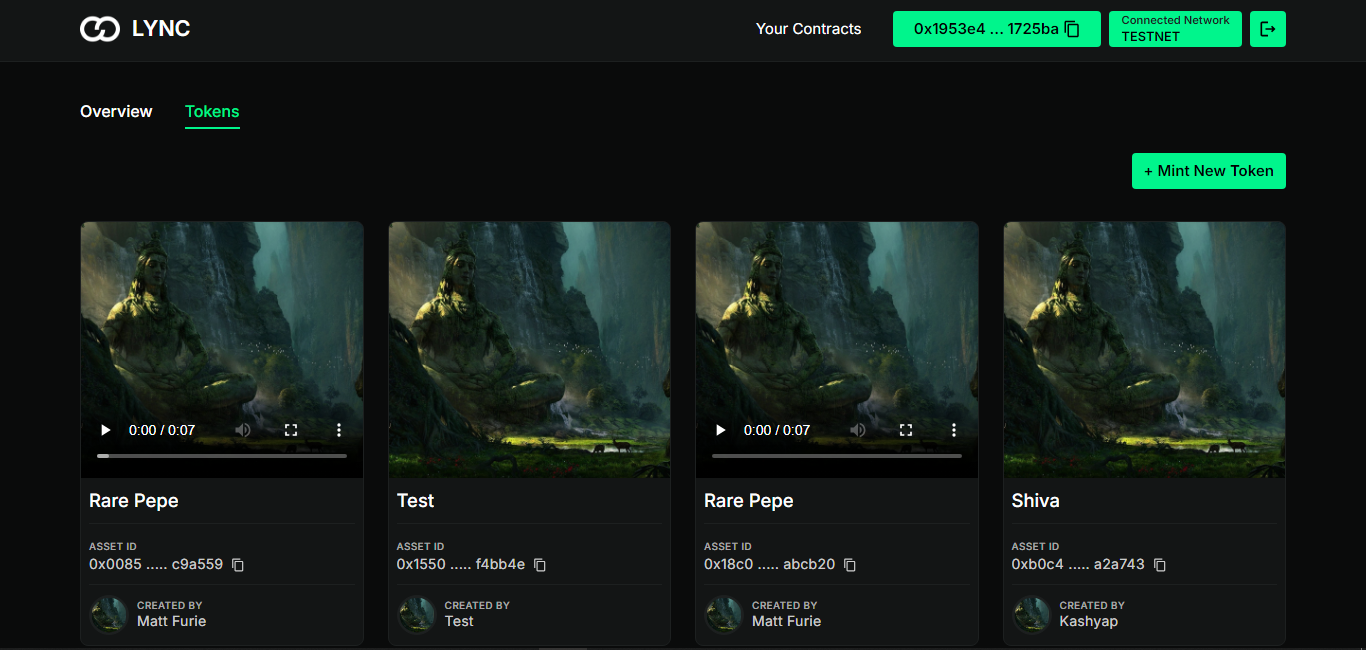 LYNC
Your Contracts
0x1953e4 ... 1725ba
Connected Network
TESTNET
Overview
Tokens
+ Mint New Token
0:00 / 0:07
0:00 / 0:07
Rare Pepe
Test
Rare Pepe
Shiva
ASSET ID
ASSET ID
ASSET ID
ASSET ID
0x0085 ..... c9a559
0x1550 ..... f4bb4e
0x18c0 ..... abcb20
0xb0c4 ..... a2a743
CREATED BY
CREATED BY
CREATED BY
CREATED BY
Matt Furie
Test
Matt Furie
Kashyap